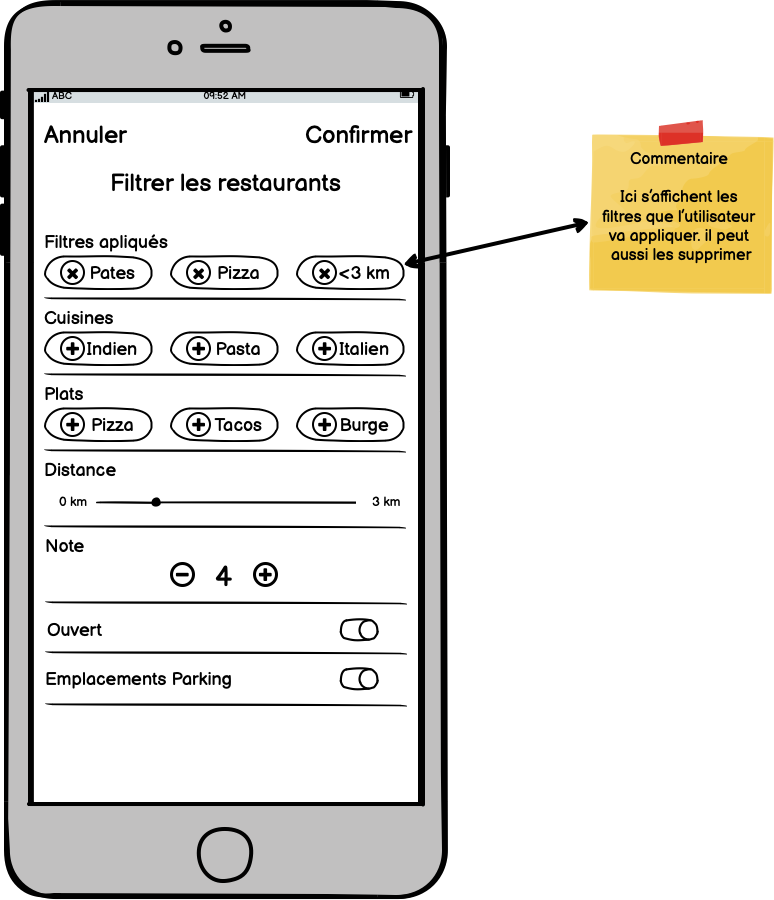 ABC 09:52 AM
Annuler Confirmer
Filtrer les restaurants
Filtres apliqués
Pates Pizza <3 km
Cuisines
Indien Pasta Italien
Plats
Pizza Tacos Burge
Distance
0 km 3 km
Note
4
Ouvert
Emplacements Parking
Commentaire
Ici s'affichent les
filtres que l'utilisateur
va appliquer. il peut
aussi les supprimer